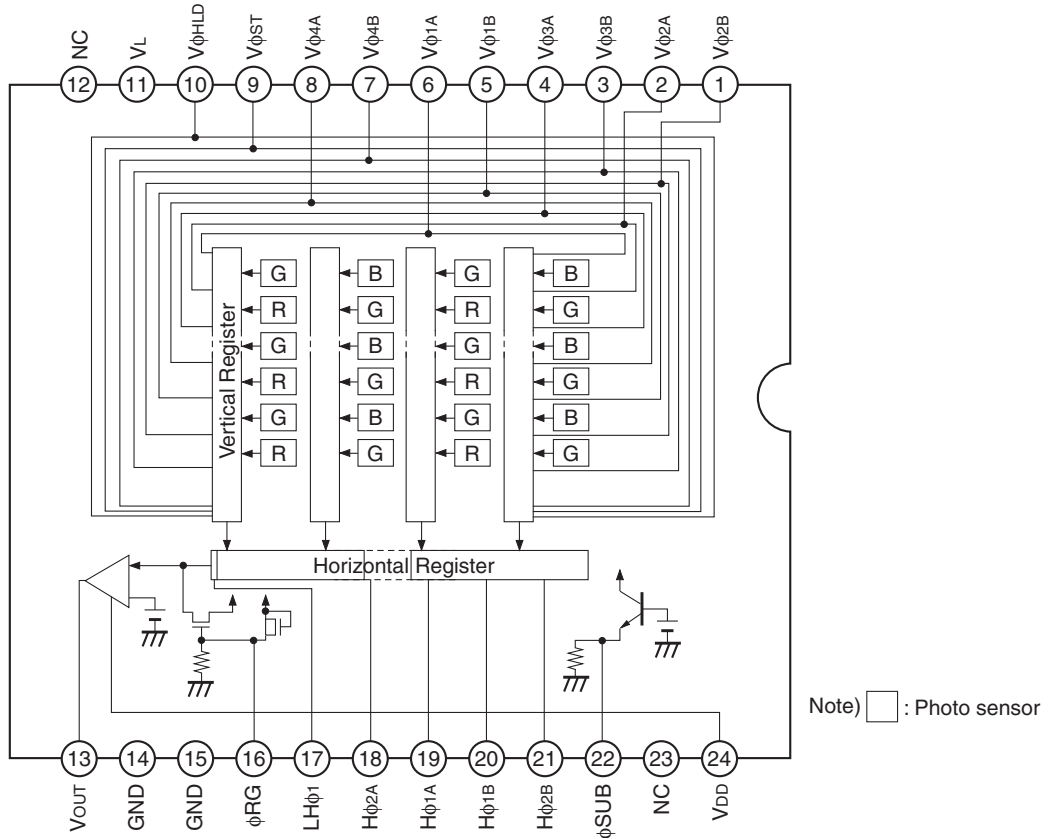 NC
VL
VϕHLD
VϕST
Vϕ4A
Vϕ4B
Vϕ1A
Vϕ1B
Vϕ3A
Vϕ3B
Vϕ2A
Vϕ2B
12 11 10 9 8 7 6 5 4 3 2 1
G B G B
R G R G
G B G B
R G R G
G B G B
R G R G
Vertical Register
Horizontal Register
Note) : Photo sensor
13 14 15 16 17 18 19 20 21 22 23 24
VOUT
GND
GND
ϕRG
LHϕ1
Hϕ2A
Hϕ1A
Hϕ1B
Hϕ2B
ϕSUB
NC
VDD